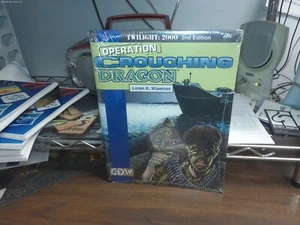 TWILIGHT: 2000 2nd Edition
OPERATION
CROUCHING
DRAGON
Loren K. Wiseman
GDW